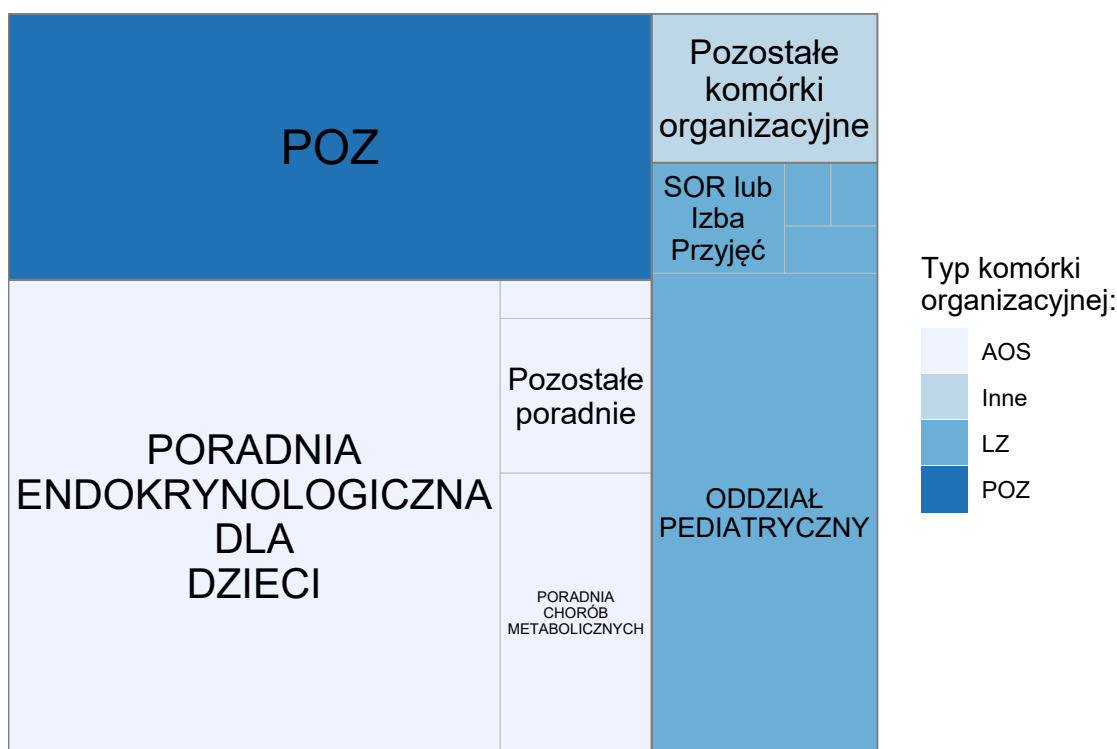 POZ
Pozostałe
komórki
organizacyjne
SOR lub
Izba
Przyjęć
PORADNIA
ENDOKRYNOLOGICZNA
DLA
DZIECI
Pozostałe
poradnie
PORADNIA
CHORÓB
METABOLICZNYCH
ODDZIAŁ
PEDIATRYCZNY
Typ komórki
organizacyjnej:
AOS
Inne
LZ
POZ